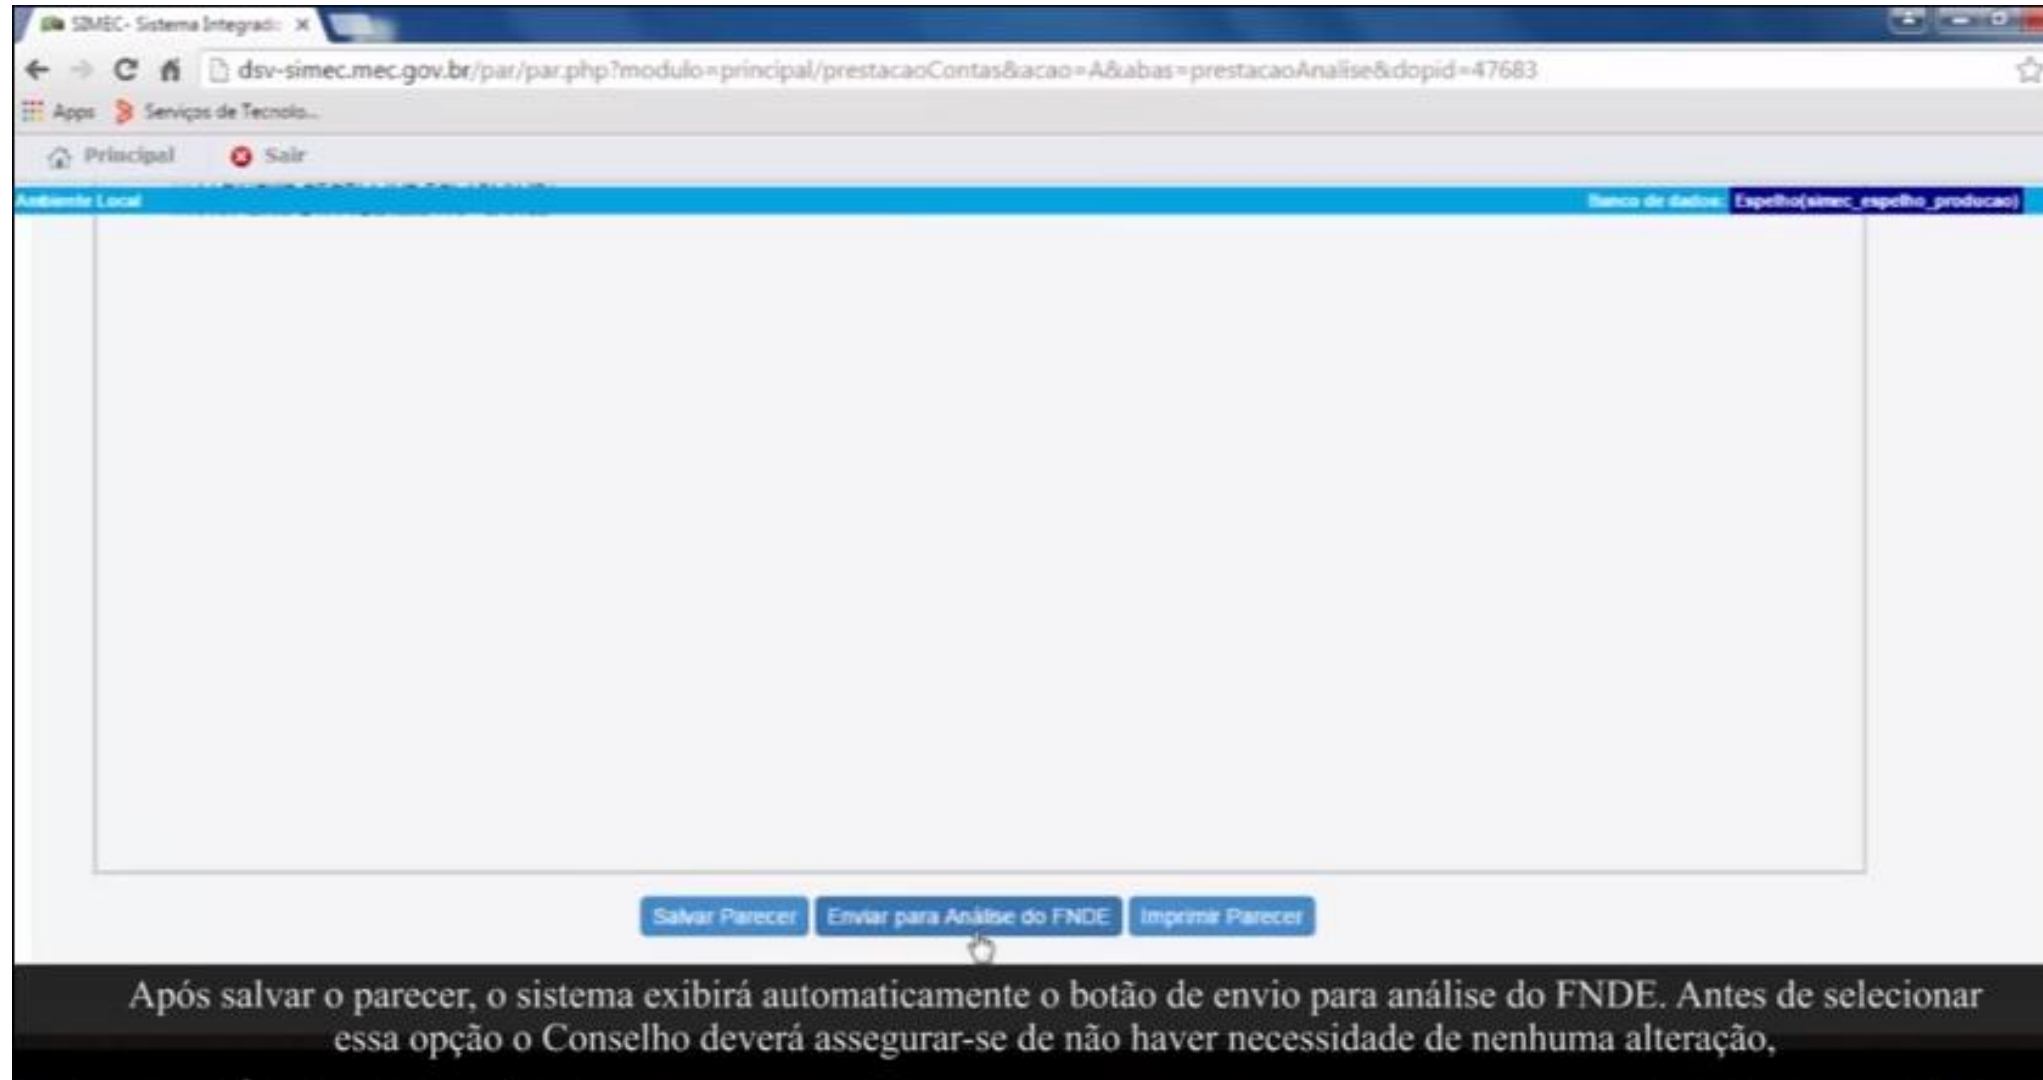 SIMEC- Sistema Integrado
dsv-simec.mec.gov.br/par/par.php?modulo=principal/prestacaoContas&acao=A&abas=prestacaoAnalise&dopid=47683
Apps Serviços de Tecnolo...
Principal Sair
Ambiente Local Banco de dados: Espelho(simec_espelho_producao)
Salvar Parecer Enviar para Análise do FNDE Imprimir Parecer
Após salvar o parecer, o sistema exibirá automaticamente o botão de envio para análise do FNDE. Antes de selecionar
essa opção o Conselho deverá assegurar-se de não haver necessidade de nenhuma alteração,